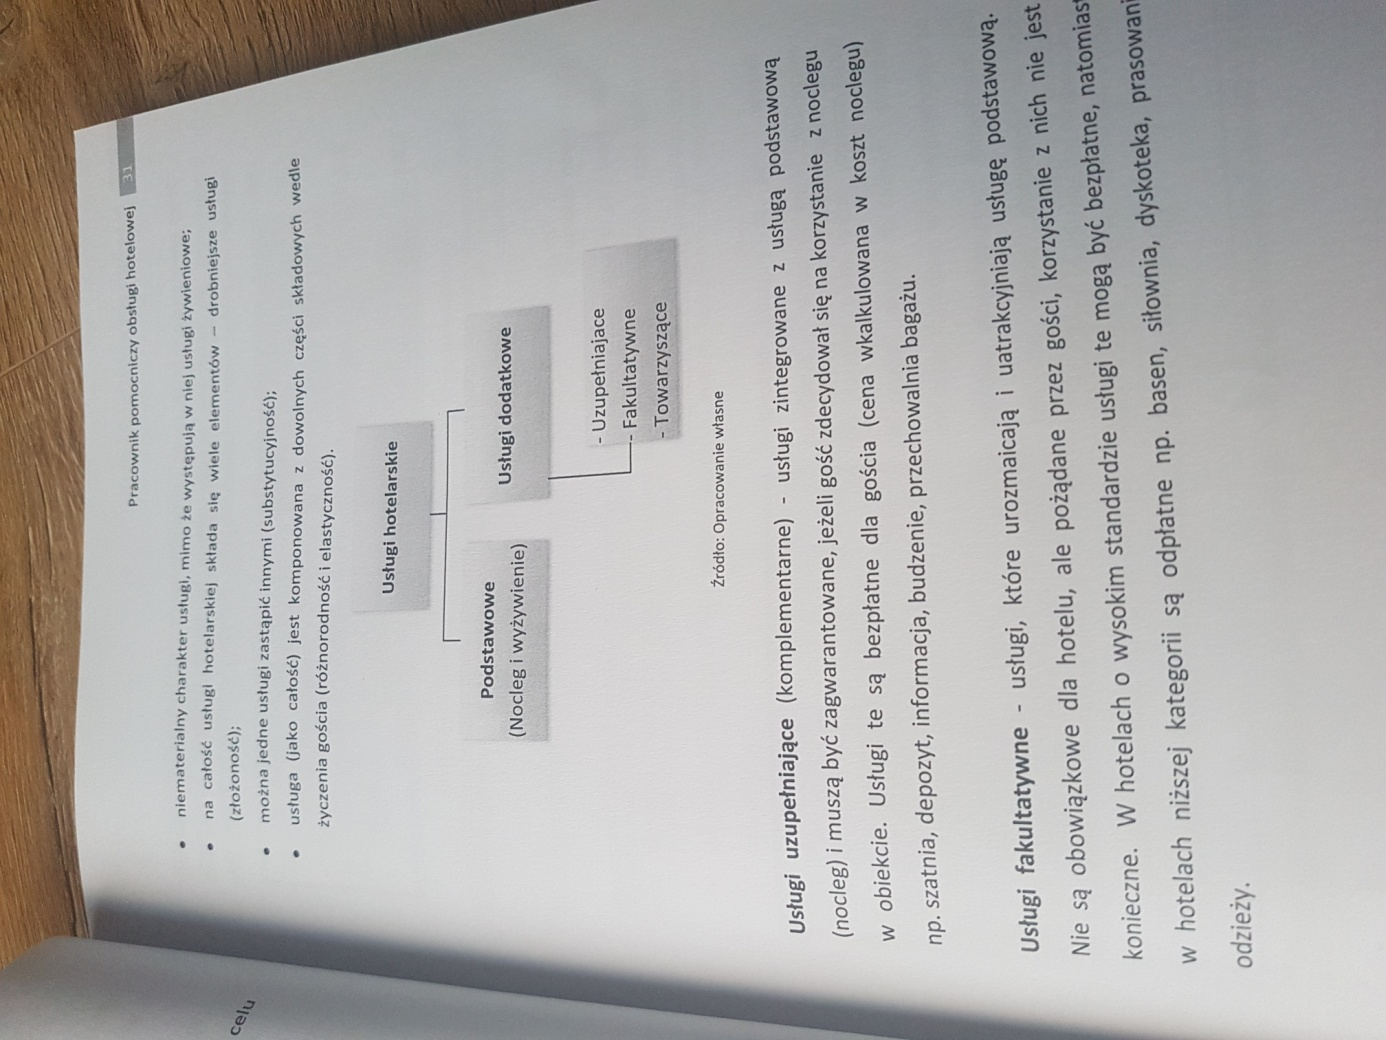 Pracownik pomocniczy obsługi hotelowej 31
• niematerialny charakter usługi, mimo że występują w niej usługi żywieniowe;
• na całość usługi hotelarskiej składa się wiele elementów – drobniejsze usługi
(złożoność);
• można jedne usługi zastąpić innymi (substytucyjność);
• usługa (jako całość) jest komponowana z dowolnych części składowych wedle
życzenia gościa (różnorodność i elastyczność).
Usługi hotelarskie
Podstawowe
(Nocleg i wyżywienie)
Usługi dodatkowe
- Uzupełniajace
- Fakultatywne
- Towarzyszące
Źródło: Opracowanie własne
Usługi uzupełniające (komplementarne) - usługi zintegrowane z usługą podstawową
(nocleg) i muszą być zagwarantowane, jeżeli gość zdecydował się na korzystanie z noclegu
w obiekcie. Usługi te są bezpłatne dla gościa (cena wkalkulowana w koszt noclegu)
np. szatnia, depozyt, informacja, budzenie, przechowalnia bagażu.
Usługi fakultatywne - usługi, które urozmaicają i uatrakcyjniają usługę podstawową.
Nie są obowiązkowe dla hotelu, ale pożądane przez gości, korzystanie z nich nie jest
konieczne. W hotelach o wysokim standardzie usługi te mogą być bezpłatne, natomiast
w hotelach niższej kategorii są odpłatne np. basen, siłownia, dyskoteka, prasowani
odzieży.
celu